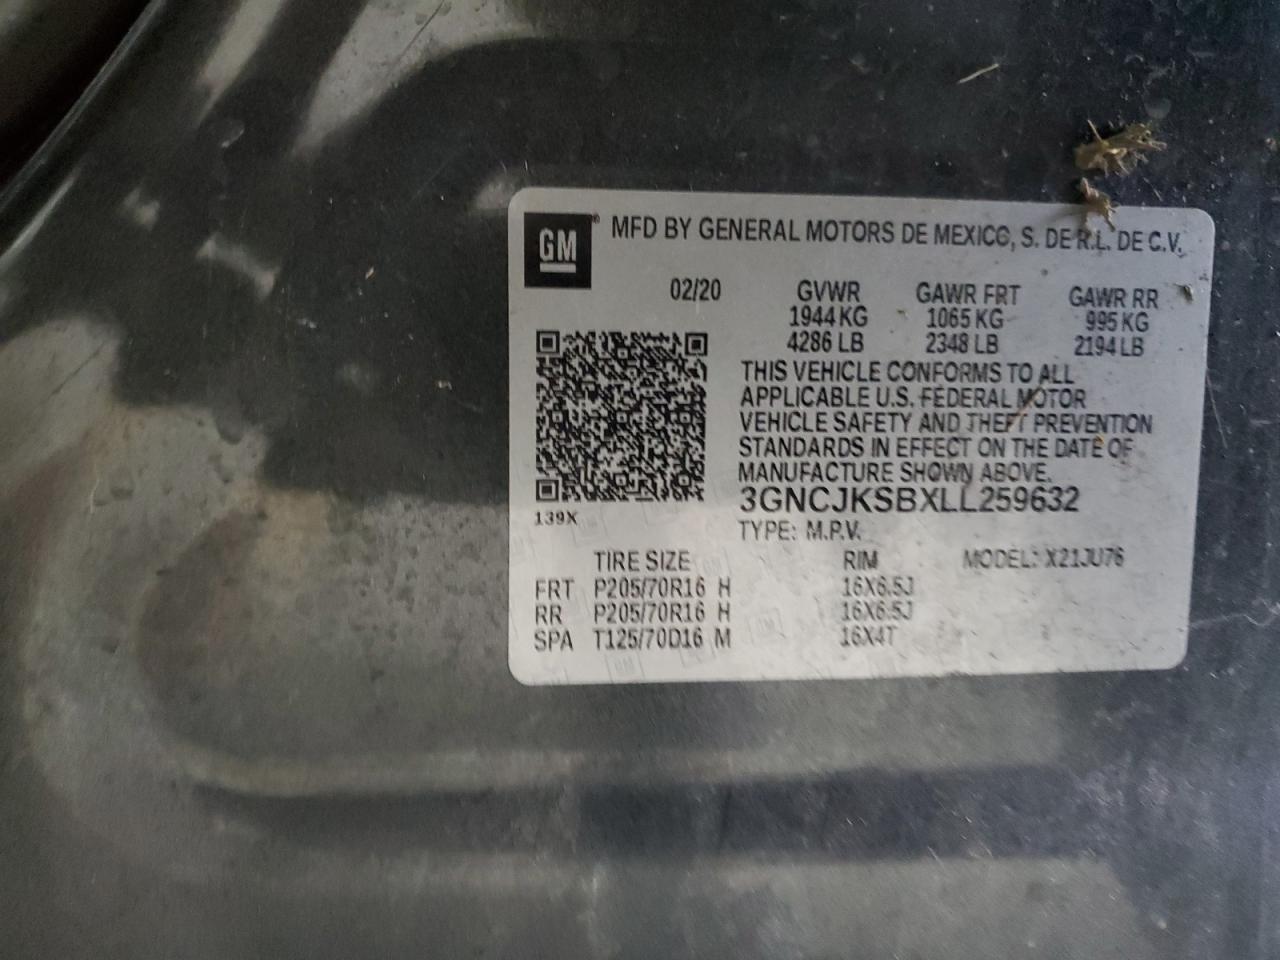 GM® MFD BY GENERAL MOTORS DE MEXICO, S. DE R.L. DE C.V.
02/20 GVWR GAWR FRT GAWR RR
1944 KG 1065 KG 995 KG
4286 LB 2348 LB 2194 LB
THIS VEHICLE CONFORMS TO ALL
APPLICABLE U.S. FEDERAL MOTOR
VEHICLE SAFETY AND THEFT PREVENTION
STANDARDS IN EFFECT ON THE DATE OF
MANUFACTURE SHOWN ABOVE.
3GNCJKSBXLL259632
139X
TYPE: M.P.V.
TIRE SIZE RIM MODEL: X21JU76
FRT P205/70R16 H 16X6.5J
RR P205/70R16 H 16X6.5J
SPA T125/70D16 M 16X4T